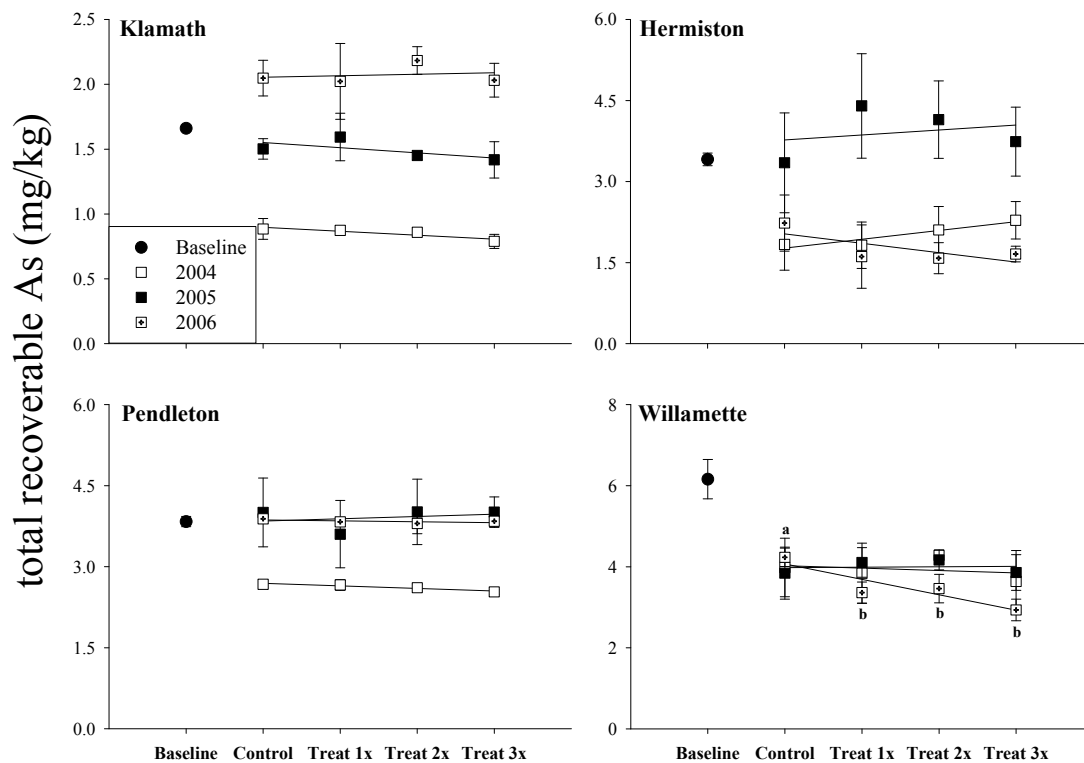 total recoverable As (mg/kg)
Klamath
2.5
2.0
1.5
1.0
0.5
0.0
Baseline
2004
2005
2006
Hermiston
6.0
4.5
3.0
1.5
0.0
Pendleton
6.0
4.5
3.0
1.5
0.0
Baseline Control Treat 1x Treat 2x Treat 3x
Willamette
8
6
4
2
0
a
b b b
Baseline Control Treat 1x Treat 2x Treat 3x